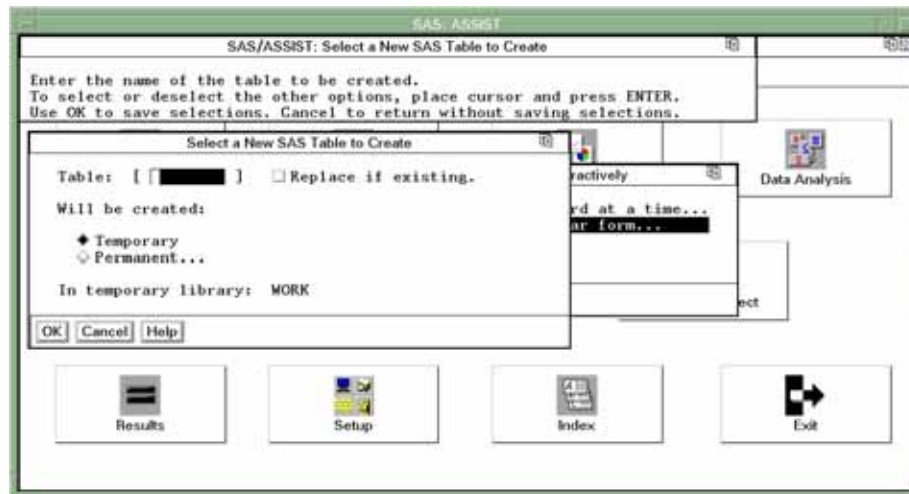 SAS: ASSIST
SAS/ASSIST: Select a New SAS Table to Create
Enter the name of the table to be created.
To select or deselect the other options, place cursor and press ENTER.
Use OK to save selections. Cancel to return without saving selections.
Select a New SAS Table to Create
Table: [ ] Replace if existing.
Will be created:
Temporary
Permanent...
In temporary library: WORK
OK Cancel Help
ractively
rd at a time...
ar form...
Data Analysis
ect
Results
Setup
Index
Exit